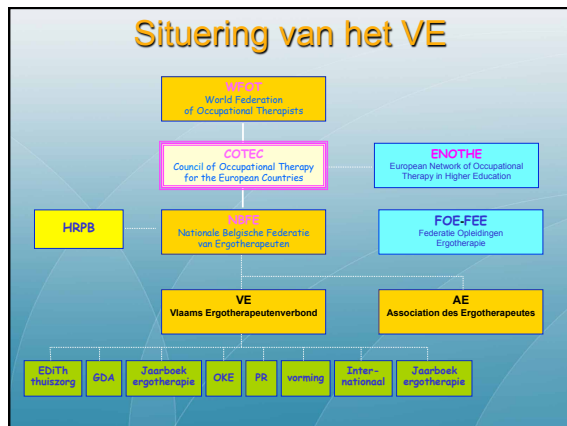 Situering van het VE
WFOT
World Federation
of Occupational Therapists
COTEC
Council of Occupational Therapy
for the European Countries
ENOTHE
European Network of Occupational
Therapy in Higher Education
HRPB
NBFE
Nationale Belgische Federatie
van Ergotherapeuten
FOE-FEE
Federatie Opleidingen
Ergotherapie
VE
Vlaams Ergotherapeutenverbond
AE
Association des Ergotherapeutes
EDiTh
thuiszorg
GDA
Jaarboek
ergotherapie
OKE
PR
vorming
Inter-
nationaal
Jaarboek
ergotherapie